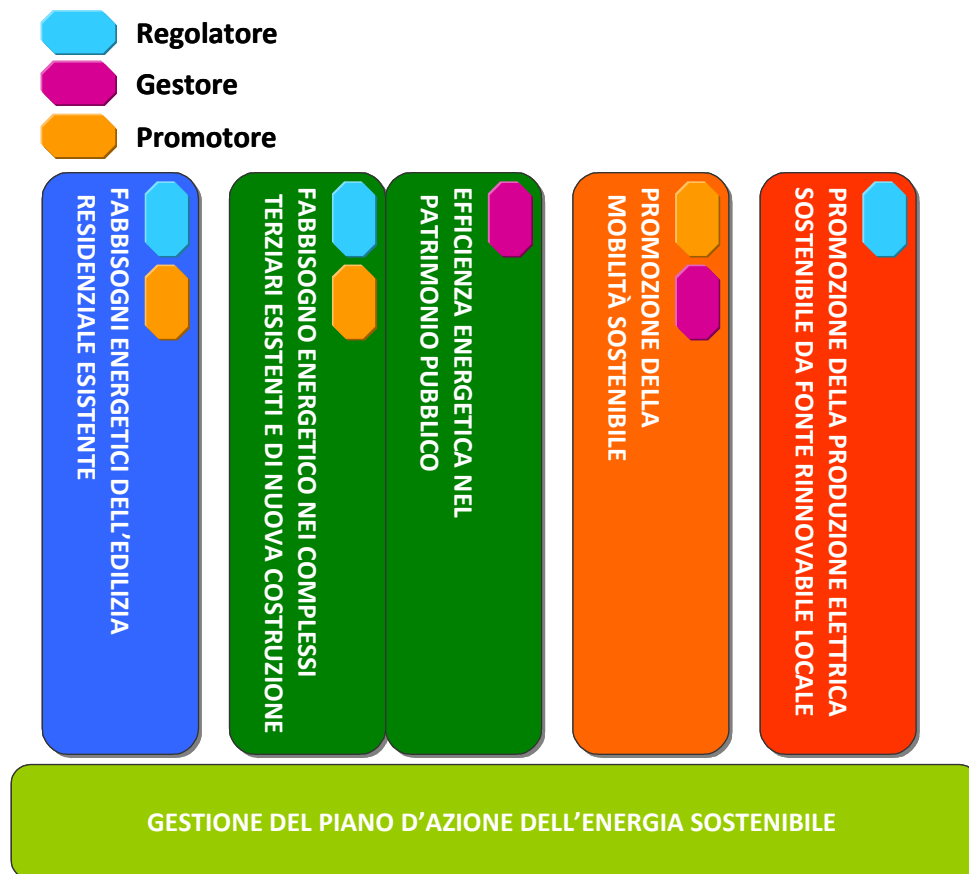 Regolatore
Gestore
Promotore
FABBISOGNI ENERGETICI DELL’EDILIZIA
RESIDENZIALE ESISTENTE
FABBISOGNO ENERGETICO NEI COMPLESSI
TERZIARI ESISTENTI E DI NUOVA COSTRUZIONE
EFFICIENZA ENERGETICA NEL
PATRIMONIO PUBBLICO
PROMOZIONE DELLA
MOBILITÀ SOSTENIBILE
PROMOZIONE DELLA PRODUZIONE ELETTRICA
SOSTENIBILE DA FONTE RINNOVABILE LOCALE
GESTIONE DEL PIANO D’AZIONE DELL’ENERGIA SOSTENIBILE